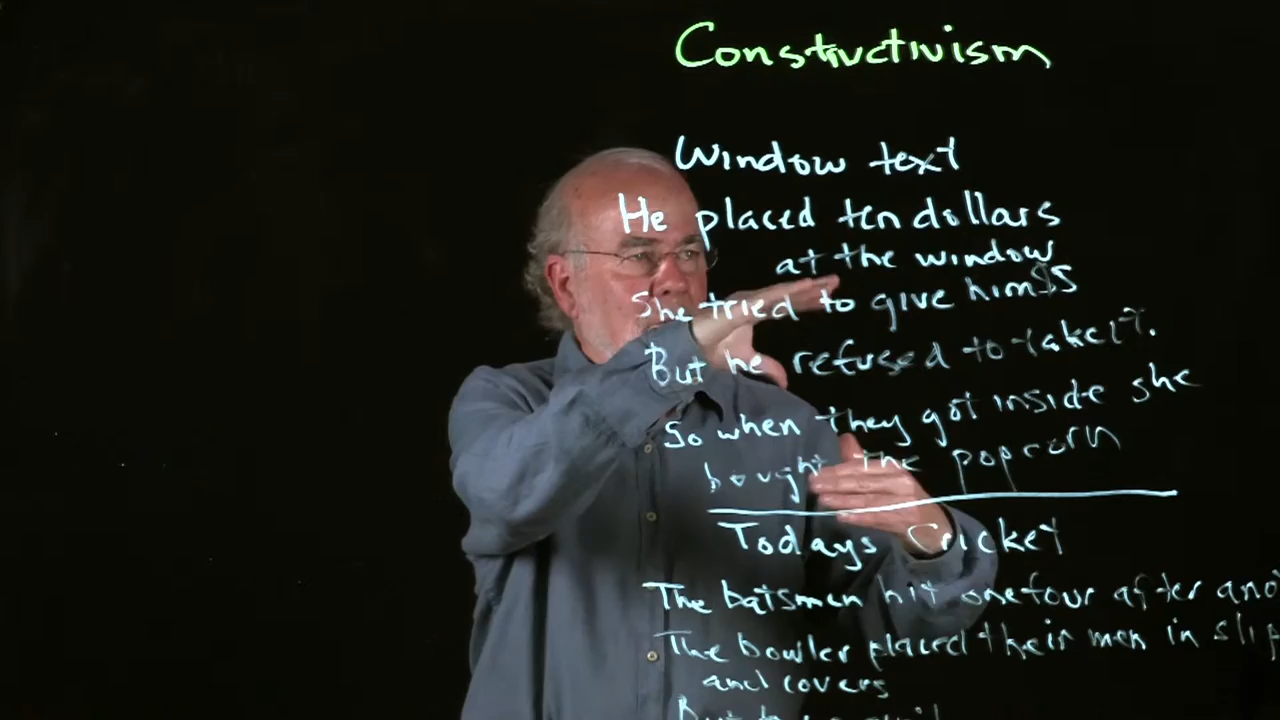 Constructivism
Window text
He placed ten dollars
at the window
She tried to give him $5
But he refused to take it.
So when they got inside she
bought the popcorn
Todays Cricket
The batsmen hit one four after ano
The bowler placed their men in slip
and covers
But